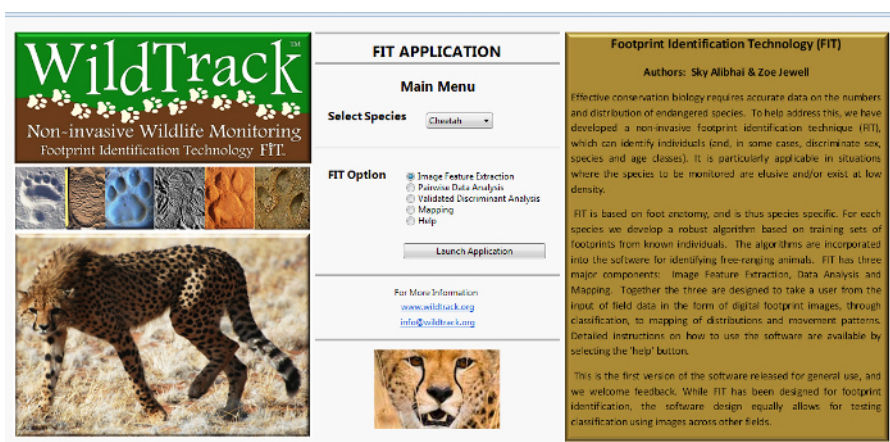 WildTrack™
Non-invasive Wildlife Monitoring
Footprint Identification Technology FIT.
FIT APPLICATION
Main Menu
Select Species
Cheetah
FIT Option
Image Feature Extraction
Pairwise Data Analysis
Validated Discriminant Analysis
Mapping
Help
Launch Application
For More Information
www.wildtrack.org
info@wildtrack.org
Footprint Identification Technology (FIT)
Authors: Sky Alibhai & Zoe Jewell
Effective conservation biology requires accurate data on the numbers
and distribution of endangered species. To help address this, we have
developed a non-invasive footprint identification technique (FIT),
which can identify individuals (and, in some cases, discriminate sex,
species and age classes). It is particularly applicable in situations
where the species to be monitored are elusive and/or exist at low
density.
FIT is based on foot anatomy, and is thus species specific. For each
species we develop a robust algorithm based on training sets of
footprints from known individuals. The algorithms are incorporated
into the software for identifying free-ranging animals. FIT has three
major components: Image Feature Extraction, Data Analysis and
Mapping. Together the three are designed to take a user from the
input of field data in the form of digital footprint images, through
classification, to mapping of distributions and movement patterns.
Detailed instructions on how to use the software are available by
selecting the 'help' button.
This is the first version of the software released for general use, and
we welcome feedback. While FIT has been designed for footprint
identification, the software design equally allows for testing
classification using images across other fields.